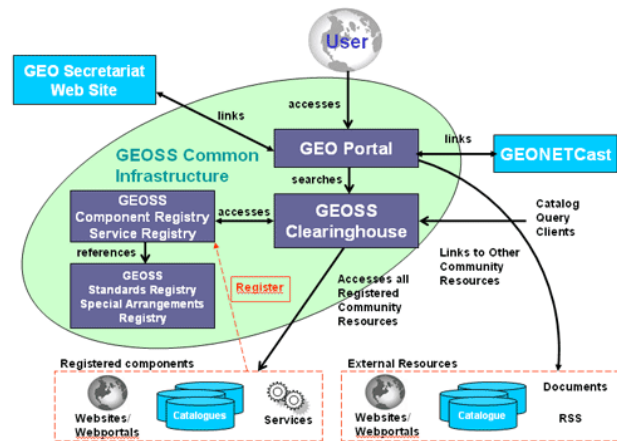 User
GEO Secretariat
Web Site
accesses
links
GEO Portal
links
GEONETCast
GEOSS Common
Infrastructure
searches
GEOSS
Component Registry
Service Registry
accesses
GEOSS
Clearinghouse
Catalog
Query
Clients
references
GEOSS
Standards Registry
Special Arrangements
Registry
Register
Accesses all
Registered
Community
Resources
Links to Other
Community
Resources
Registered components
Websites/
Webportals
Catalogues
Services
External Resources
Websites/
Webportals
Catalogue
Documents
RSS